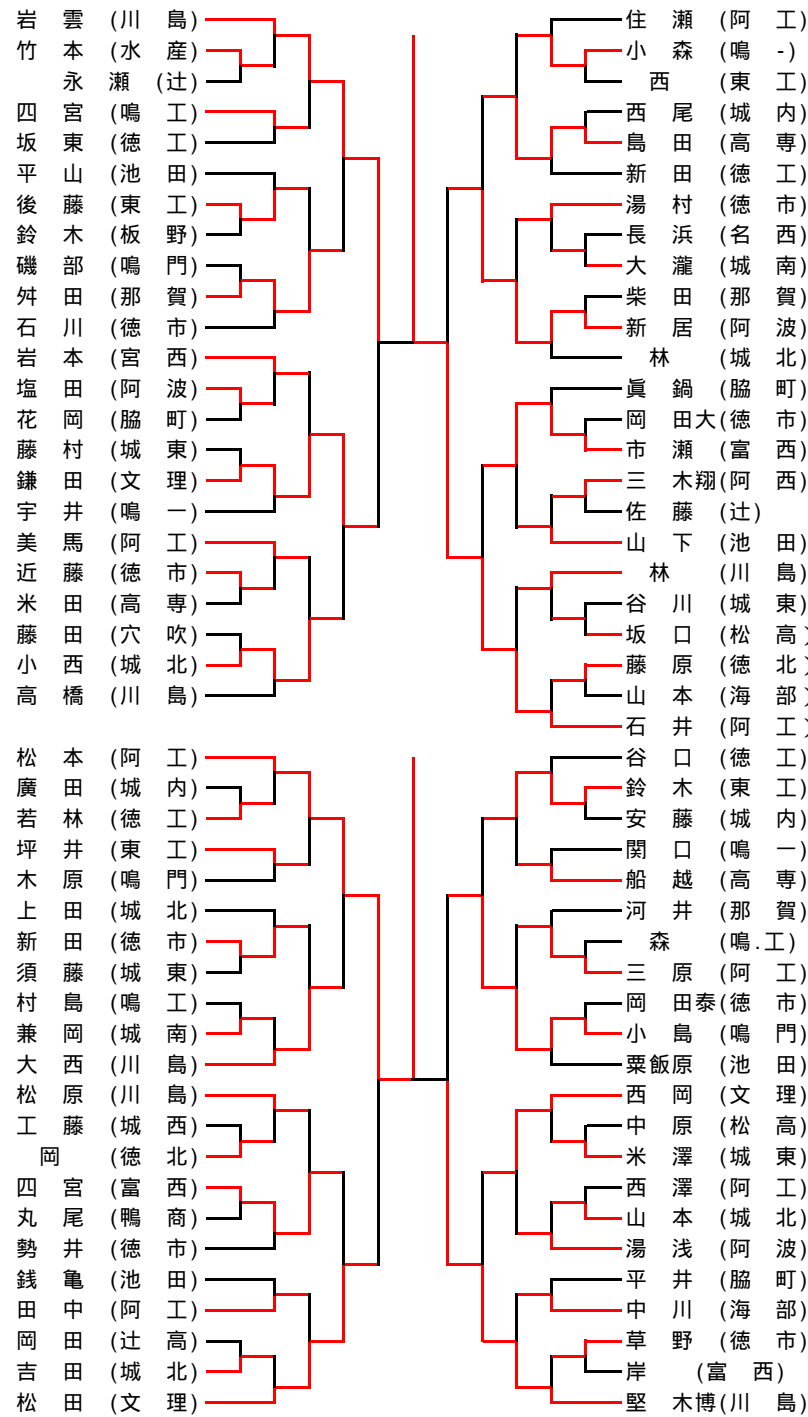 岩 雲 (川 島)
竹 本 (水 産)
永 瀬 (辻)
四 宮 (鳴 工)
坂 東 (徳 工)
平 山 (池 田)
後 藤 (東 工)
鈴 木 (板 野)
磯 部 (鳴 門)
舛 田 (那 賀)
石 川 (徳 市)
岩 本 (宮 西)
塩 田 (阿 波)
花 岡 (脇 町)
藤 村 (城 東)
鎌 田 (文 理)
宇 井 (鳴 一)
美 馬 (阿 工)
近 藤 (徳 市)
米 田 (高 専)
藤 田 (穴 吹)
小 西 (城 北)
高 橋 (川 島)
住 瀬 (阿 工)
小 森 (鳴 -)
西 (東 工)
西 尾 (城 内)
島 田 (高 専)
新 田 (徳 工)
湯 村 (徳 市)
長 浜 (名 西)
大 瀧 (城 南)
柴 田 (那 賀)
新 居 (阿 波)
林 (城 北)
眞 鍋 (脇 町)
岡 田大(徳 市)
市 瀬 (富 西)
三 木翔(阿 西)
佐 藤 (辻)
山 下 (池 田)
林 (川 島)
谷 川 (城 東)
坂 口 (松 高)
藤 原 (徳 北)
山 本 (海 部)
石 井 (阿 工)
松 本 (阿 工)
廣 田 (城 内)
若 林 (徳 工)
坪 井 (東 工)
木 原 (鳴 門)
上 田 (城 北)
新 田 (徳 市)
須 藤 (城 東)
村 島 (鳴 工)
兼 岡 (城 南)
大 西 (川 島)
松 原 (川 島)
工 藤 (城 西)
岡 (徳 北)
四 宮 (富 西)
丸 尾 (鴨 商)
勢 井 (徳 市)
銭 亀 (池 田)
田 中 (阿 工)
岡 田 (辻 高)
吉 田 (城 北)
松 田 (文 理)
谷 口 (徳 工)
鈴 木 (東 工)
安 藤 (城 内)
関 口 (鳴 一)
船 越 (高 専)
河 井 (那 賀)
森 (鳴.工)
三 原 (阿 工)
岡 田泰(徳 市)
小 島 (鳴 門)
粟飯原 (池 田)
西 岡 (文 理)
中 原 (松 高)
米 澤 (城 東)
西 澤 (阿 工)
山 本 (城 北)
湯 浅 (阿 波)
平 井 (脇 町)
中 川 (海 部)
草 野 (徳 市)
岸 (富 西)
堅 木博(川 島)